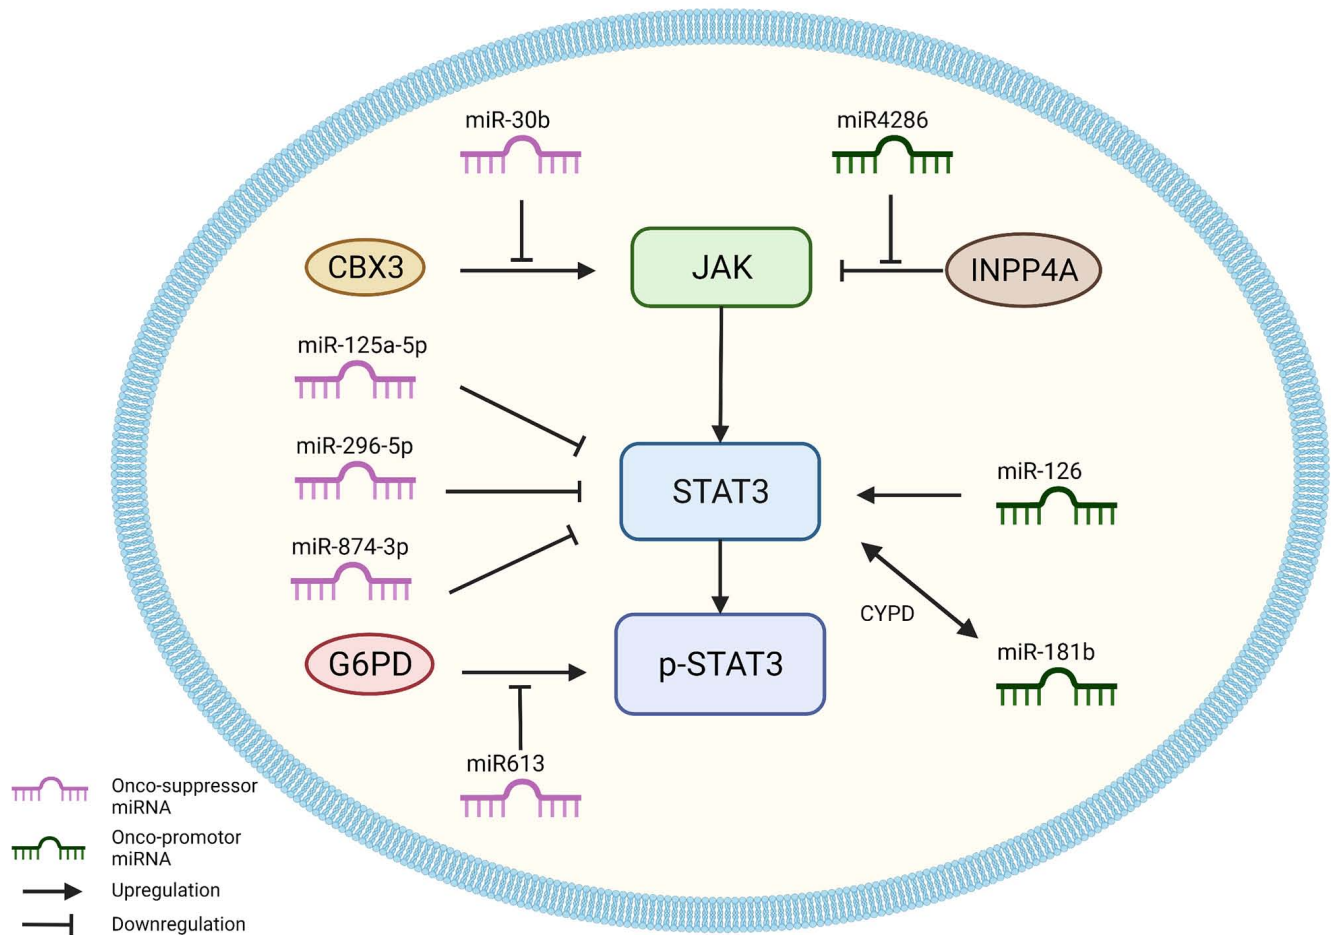 miR-30b
miR4286
CBX3
JAK
INPP4A
miR-125a-5p
miR-296-5p
STAT3
miR-126
miR-874-3p
CYPD
G6PD
p-STAT3
miR-181b
miR613
Onco-suppressor
miRNA
Onco-promotor
miRNA
Upregulation
Downregulation